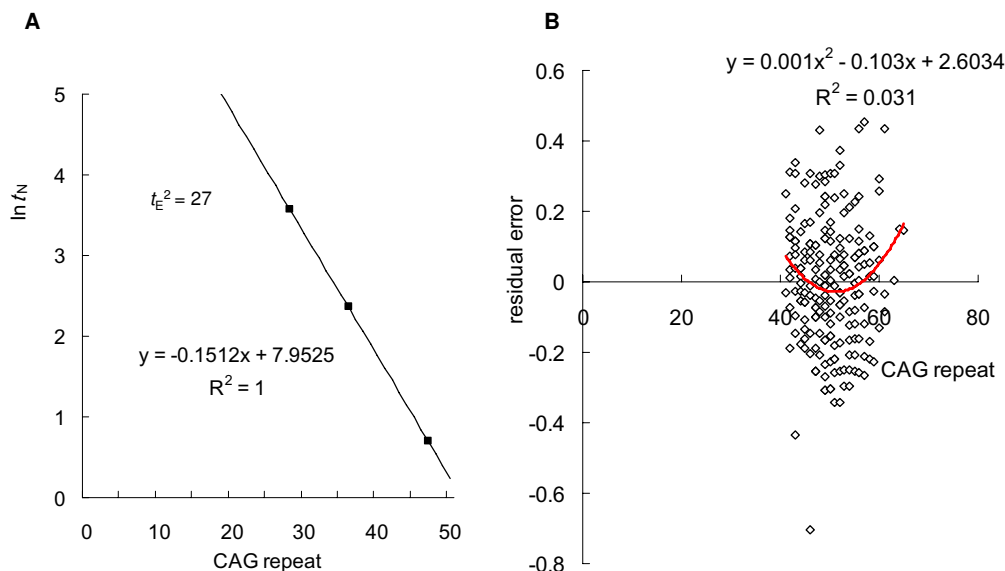 A
5
4
3
2
1
0
ln tN
tE² = 27
y = -0.1512x + 7.9525
R² = 1
0 10 20 30 40 50
CAG repeat
B
y = 0.001x² - 0.103x + 2.6034
R² = 0.031
0.6
0.4
0.2
0
-0.2
-0.4
-0.6
-0.8
residual error
0 20 40 60 80
CAG repeat